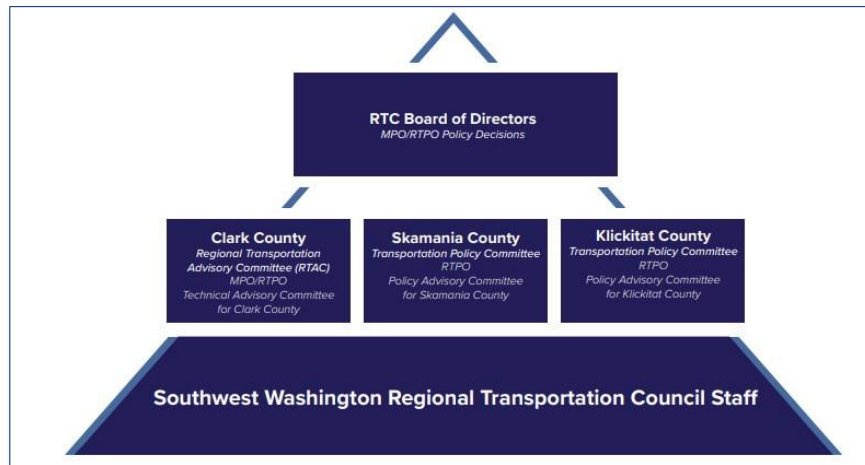 RTC Board of Directors
MPO/RTPO Policy Decisions
Clark County
Regional Transportation
Advisory Committee (RTAC)
MPO/RTPO
Technical Advisory Committee
for Clark County
Skamania County
Transportation Policy Committee
RTPO
Policy Advisory Committee
for Skamania County
Klickitat County
Transportation Policy Committee
RTPO
Policy Advisory Committee
for Klickitat County
Southwest Washington Regional Transportation Council Staff